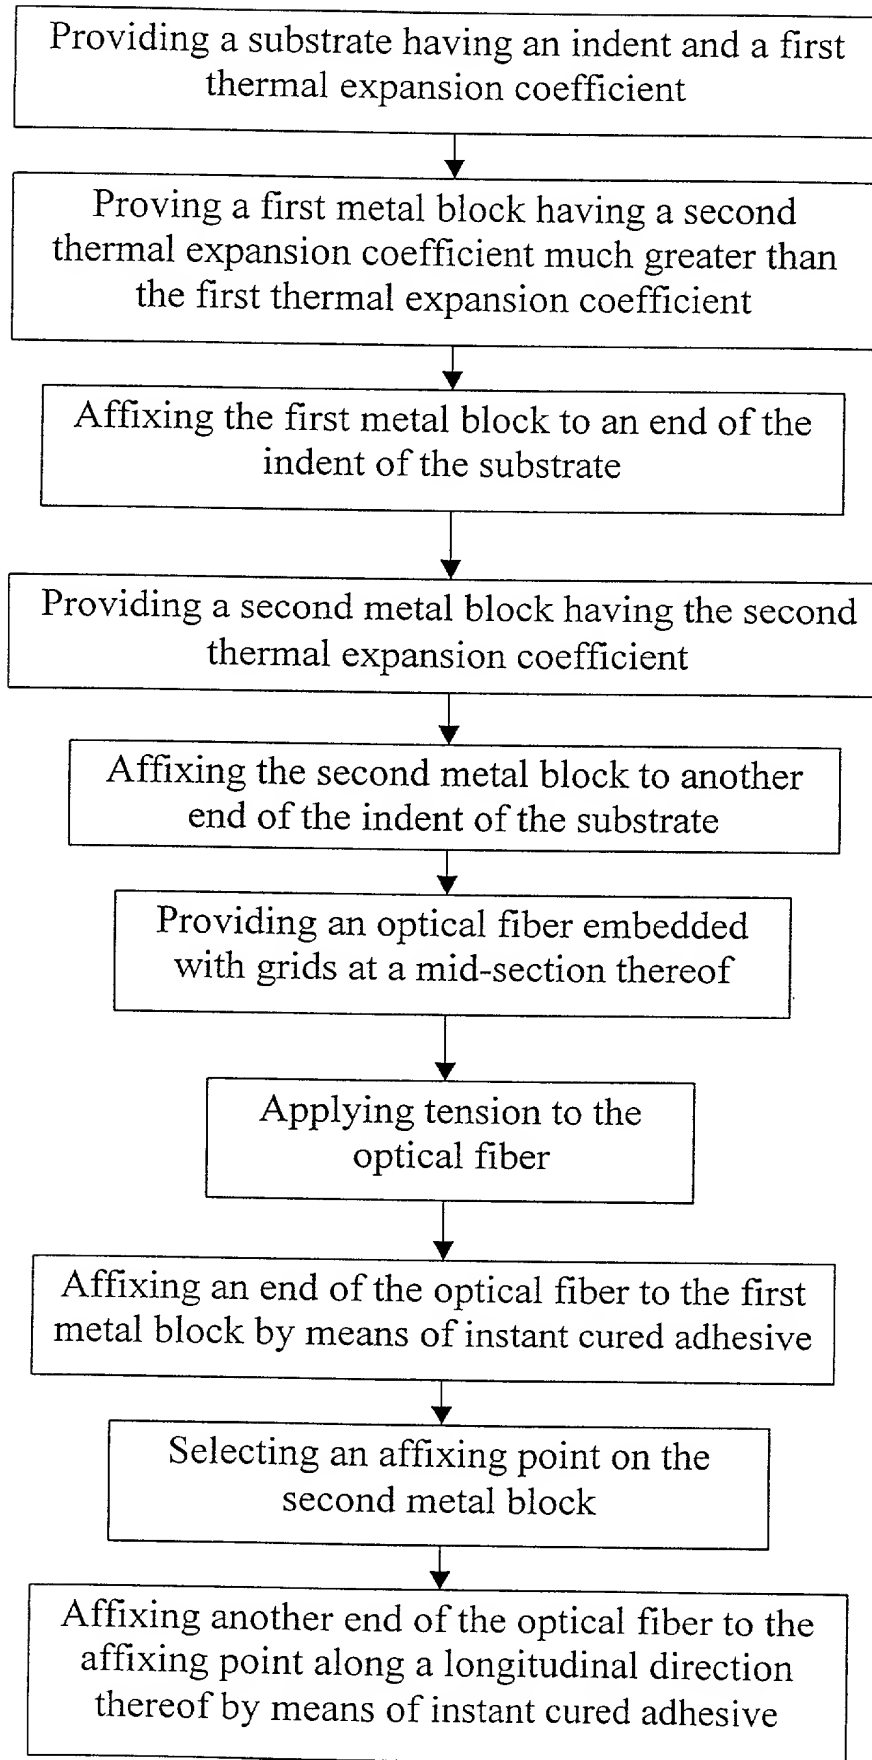 Providing a substrate having an indent and a first
thermal expansion coefficient
Proving a first metal block having a second
thermal expansion coefficient much greater than
the first thermal expansion coefficient
Affixing the first metal block to an end of the
indent of the substrate
Providing a second metal block having the second
thermal expansion coefficient
Affixing the second metal block to another
end of the indent of the substrate
Providing an optical fiber embedded
with grids at a mid-section thereof
Applying tension to the
optical fiber
Affixing an end of the optical fiber to the first
metal block by means of instant cured adhesive
Selecting an affixing point on the
second metal block
Affixing another end of the optical fiber to the
affixing point along a longitudinal direction
thereof by means of instant cured adhesive